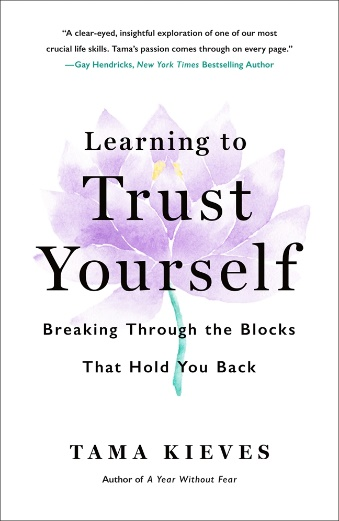 “A clear-eyed, insightful exploration of one of our most
crucial life skills. Tama’s passion comes through on every page.”
—Gay Hendricks, New York Times Bestselling Author
Learning to
Trust
Yourself
Breaking Through the Blocks
That Hold You Back
TAMA KIEVES
Author of A Year Without Fear